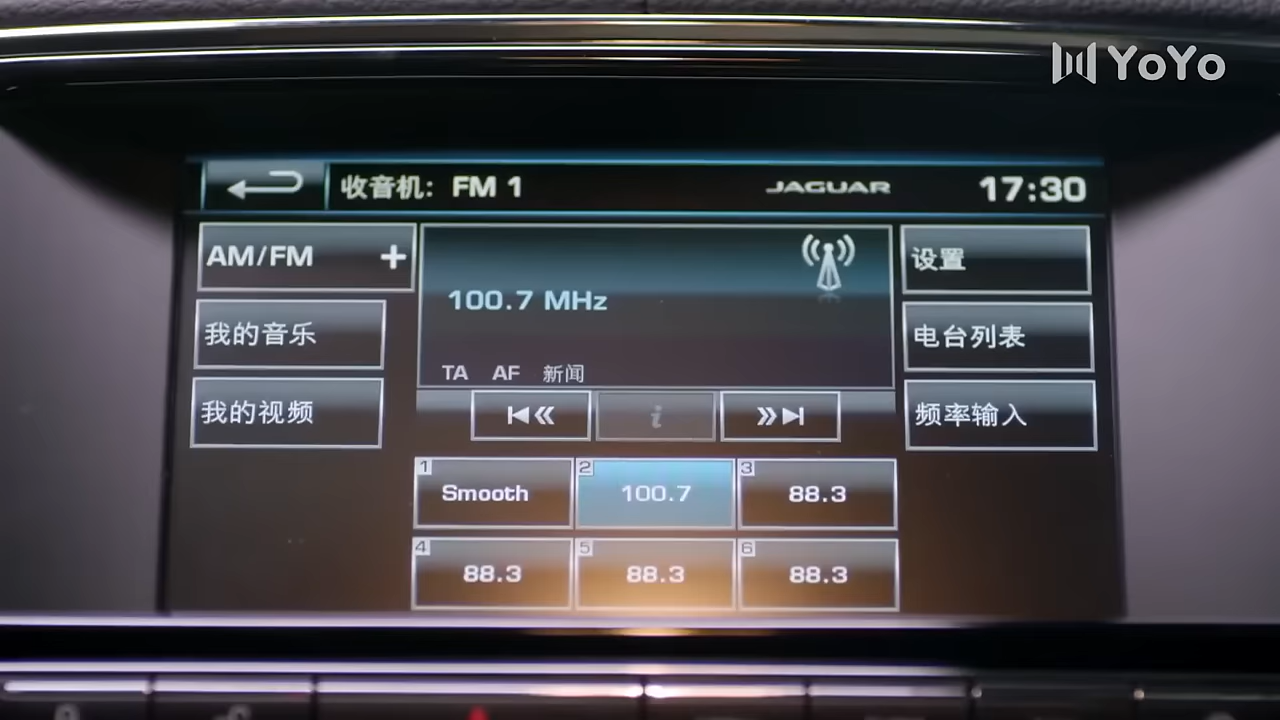 YoYo
收音机: FM 1
JAGUAR
17:30
AM/FM +
我的音乐
我的视频
100.7 MHz
TA AF 新闻
设置
电台列表
频率输入
i
1 Smooth
2 100.7
3 88.3
4 88.3
5 88.3
6 88.3